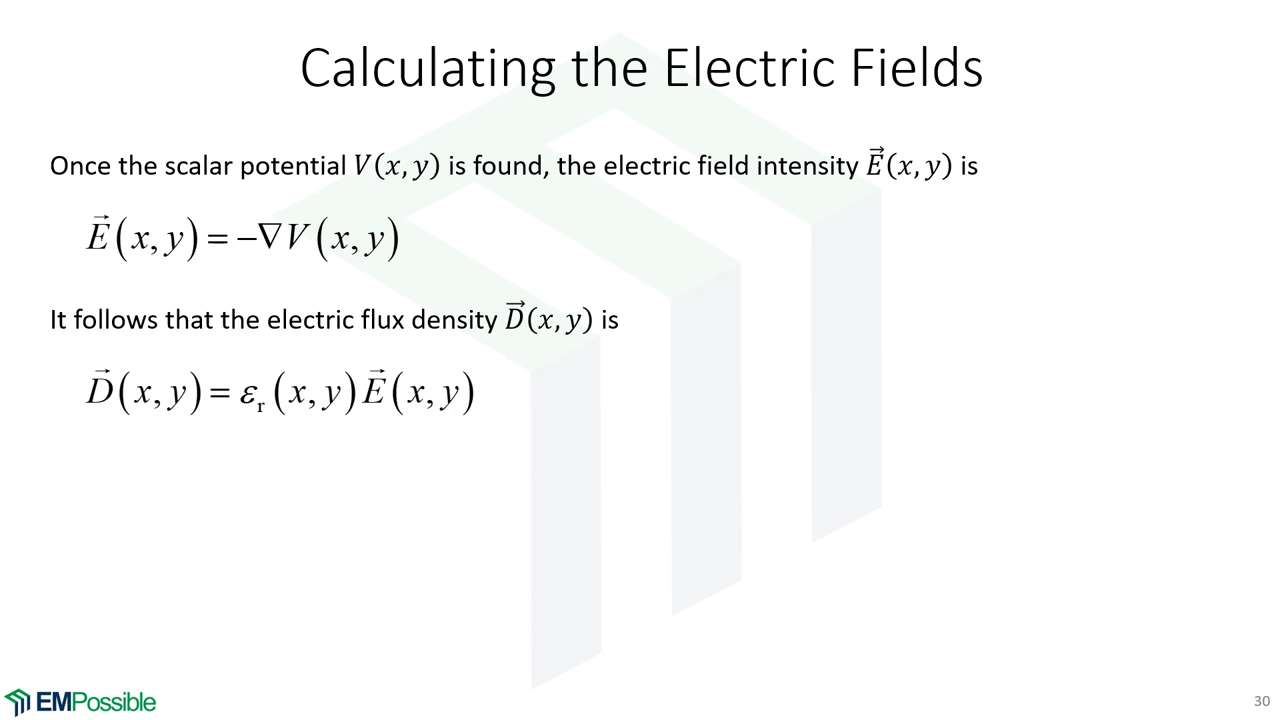 Calculating the Electric Fields
Once the scalar potential V(x, y) is found, the electric field intensity E⃗(x, y) is
E⃗(x, y) = −∇V(x, y)
It follows that the electric flux density D⃗(x, y) is
D⃗(x, y) = εᵣ(x, y)E⃗(x, y)
EMPossible
30